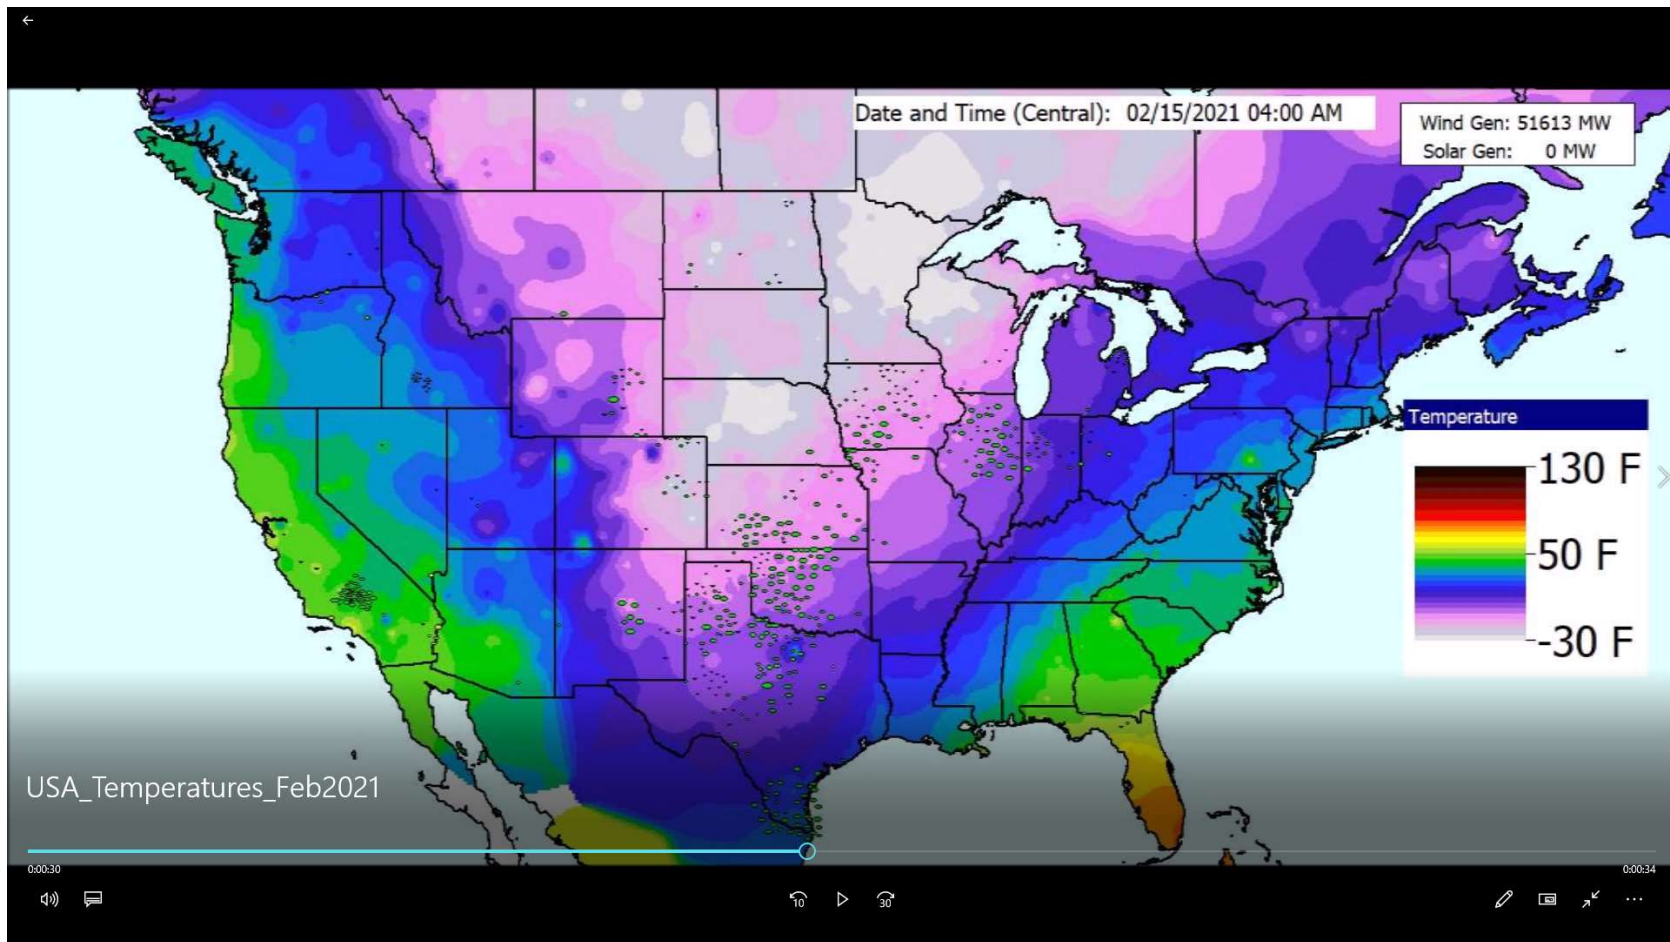 Date and Time (Central): 02/15/2021 04:00 AM
Wind Gen: 51613 MW
Solar Gen: 0 MW
Temperature
130 F
50 F
-30 F
USA_Temperatures_Feb2021
0:00:30
0:00:34
10
30